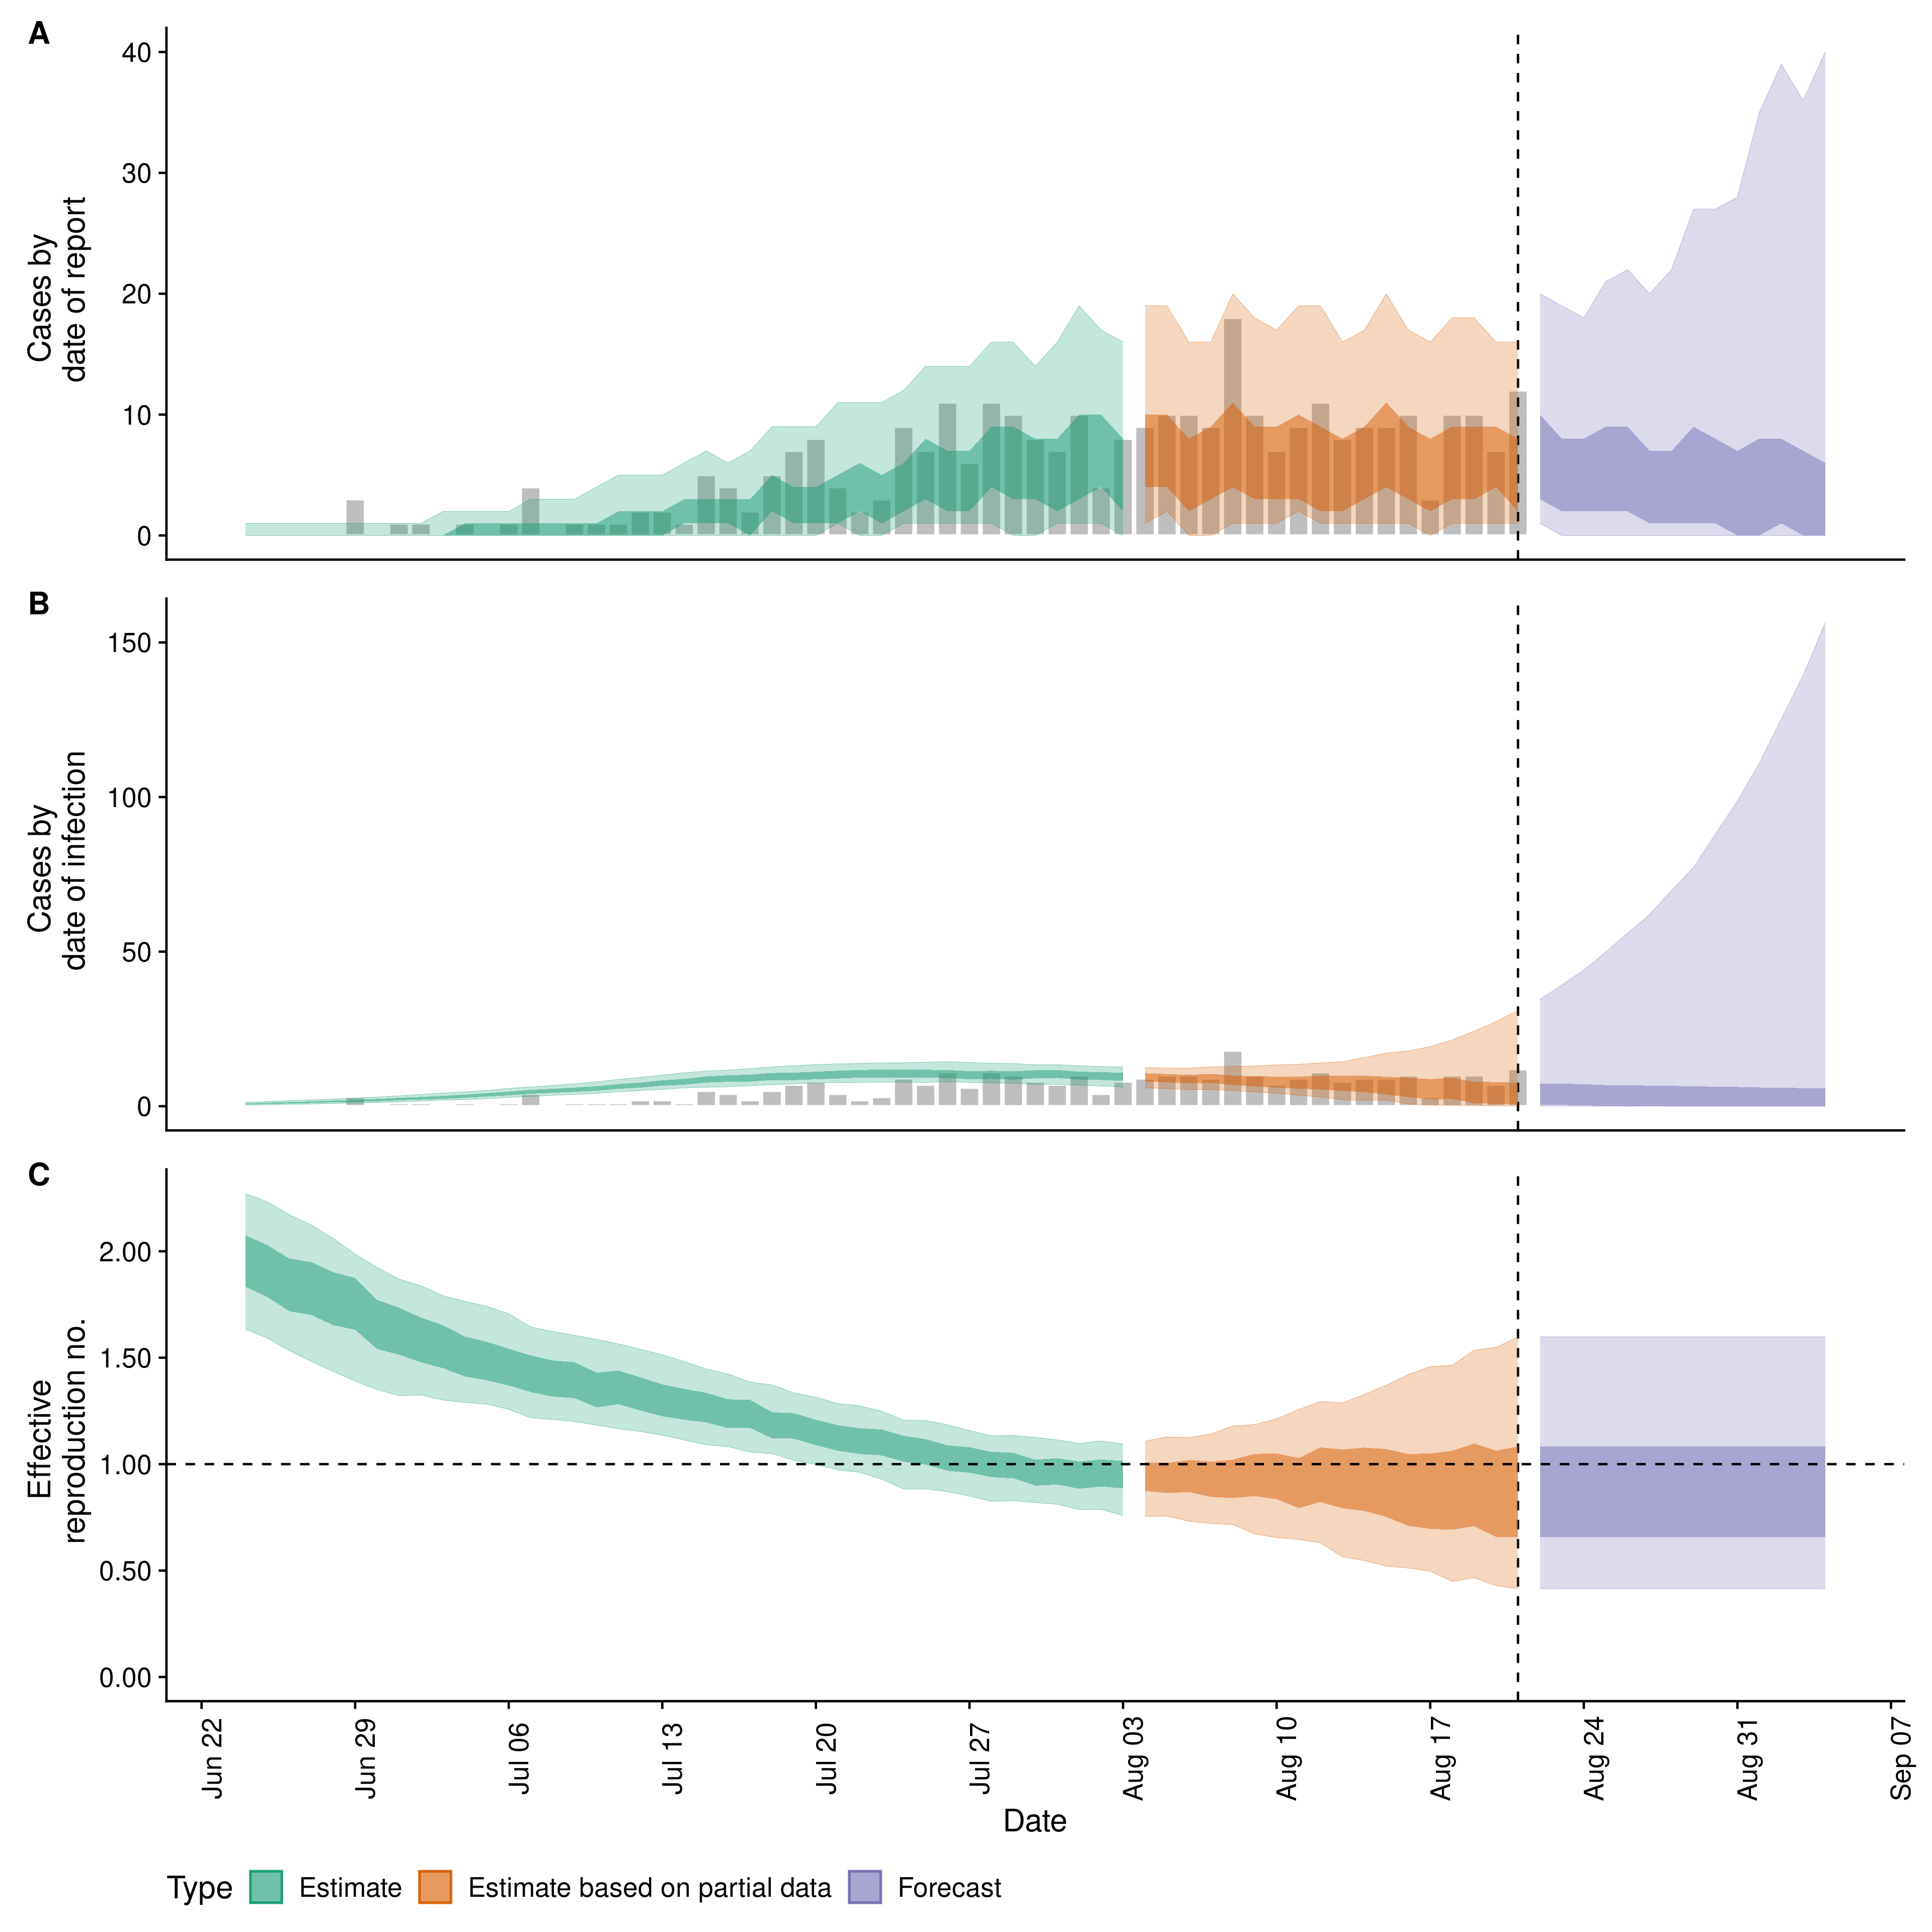 A
40
30
20
10
0
Cases by
date of report
B
150
100
50
0
Cases by
date of infection
C
2.00
1.50
1.00
0.50
0.00
Effective
reproduction no.
Jun 22
Jun 29
Jul 06
Jul 13
Jul 20
Jul 27
Aug 03
Aug 10
Aug 17
Aug 24
Aug 31
Sep 07
Date
Type Estimate Estimate based on partial data Forecast